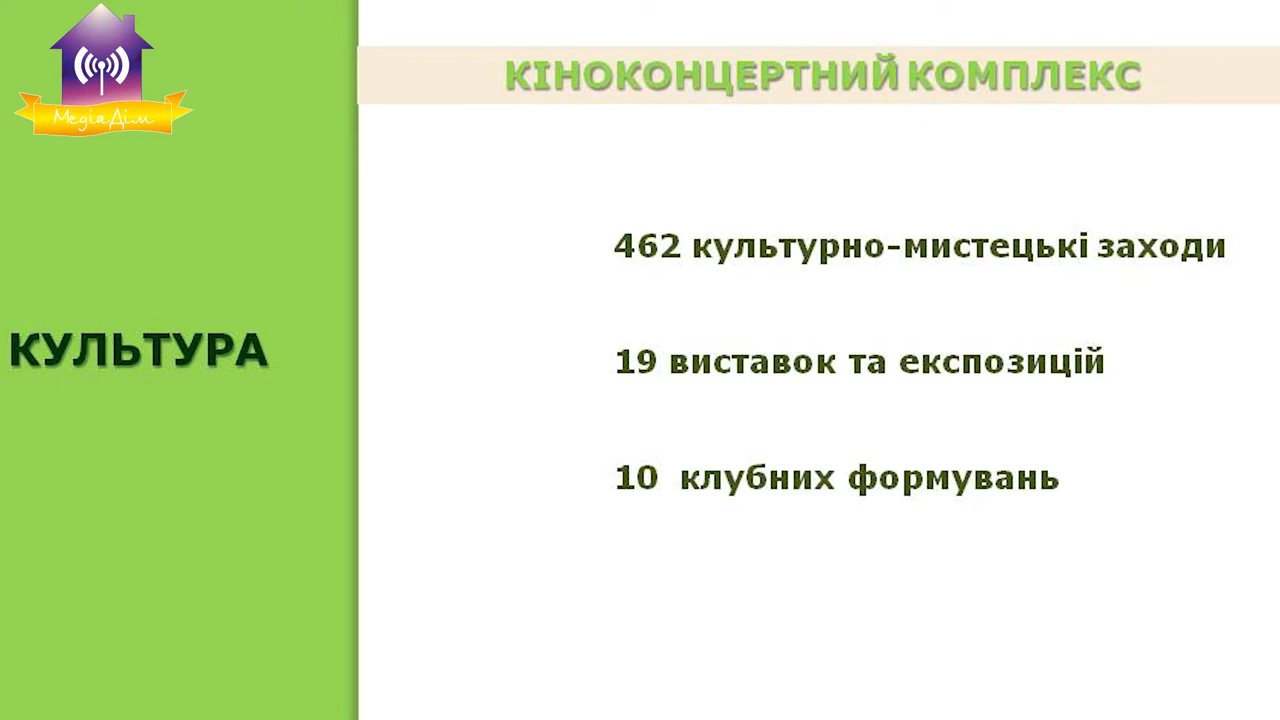 МедіаДім
КІНОКОНЦЕРТНИЙ КОМПЛЕКС
КУЛЬТУРА
462 культурно-мистецькі заходи
19 виставок та експозицій
10 клубних формувань